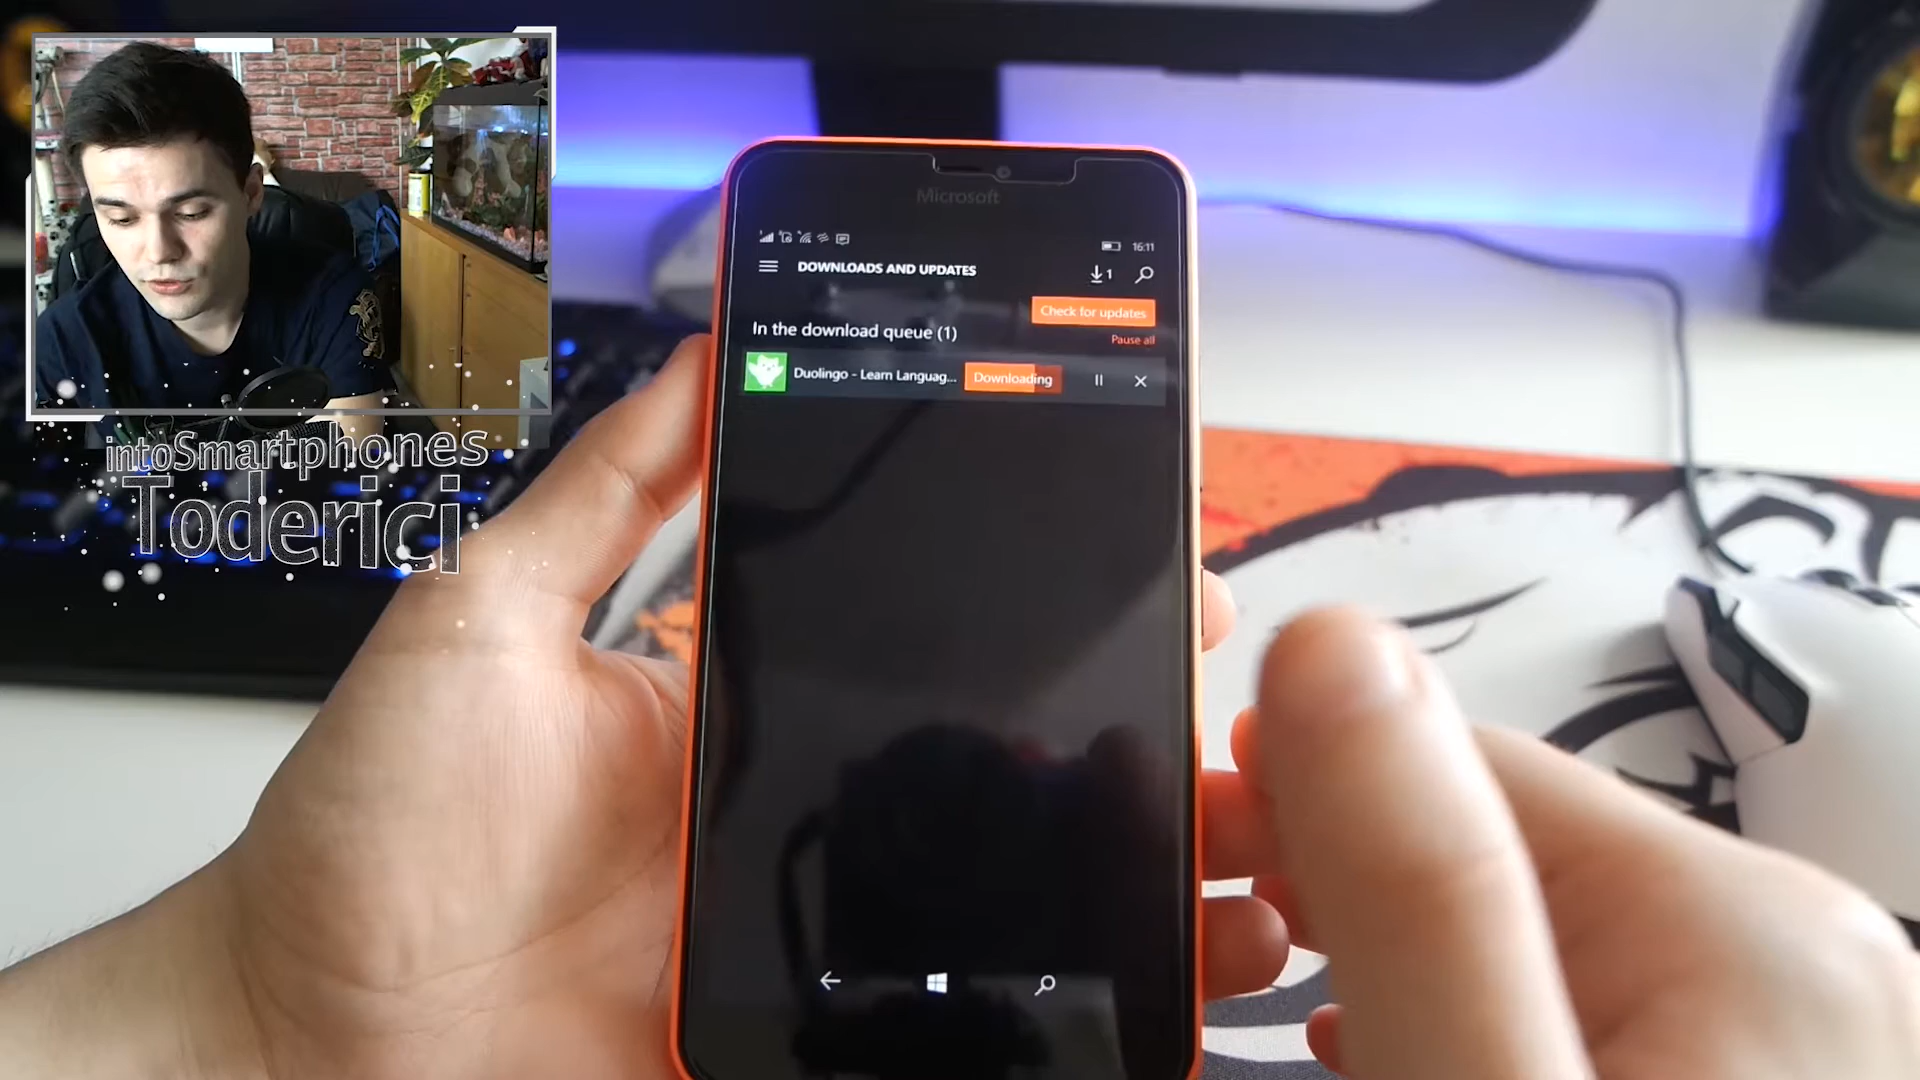 Microsoft
16:11
DOWNLOADS AND UPDATES
1
Check for updates
In the download queue (1)
Pause all
Duolingo - Learn Languag...
Downloading
intoSmartphones
Toderici